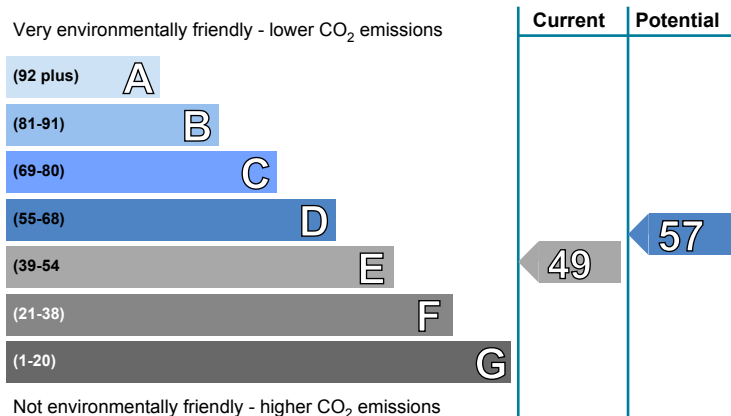 Very environmentally friendly - lower CO₂ emissions
Current
Potential
(92 plus) A
(81-91) B
(69-80) C
(55-68) D
(39-54 E
(21-38) F
(1-20) G
49
57
Not environmentally friendly - higher CO₂ emissions